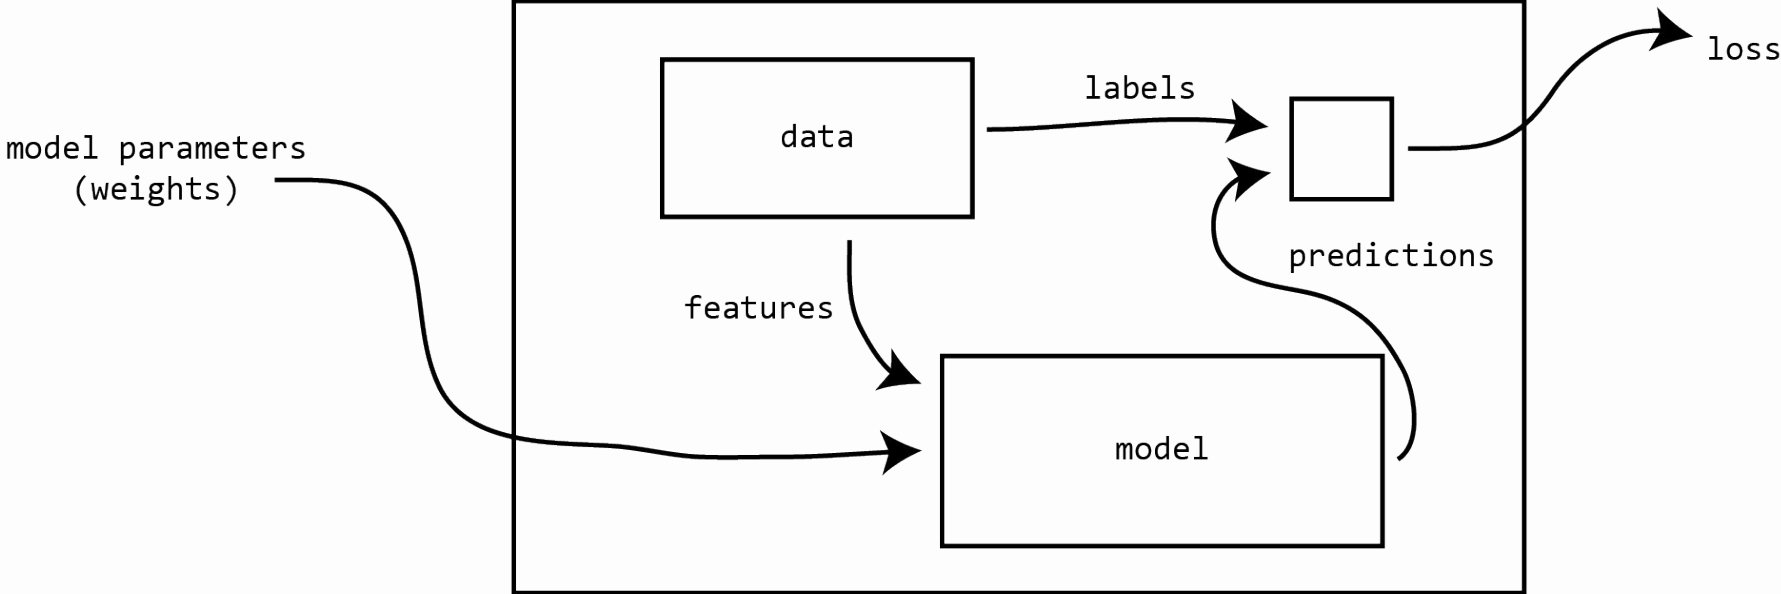 model parameters
(weights)
data
labels
features
predictions
model
loss